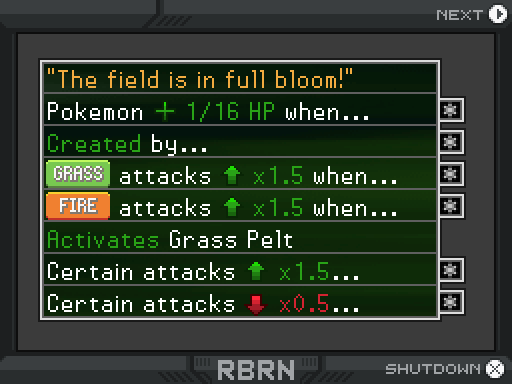 NEXT
"The field is in full bloom!"
Pokemon + 1/16 HP when...
Created by...
GRASS attacks ↑ x1.5 when...
FIRE attacks ↑ x1.5 when...
Activates Grass Pelt
Certain attacks ↑ x1.5...
Certain attacks ↓ x0.5...
RBRN
SHUTDOWN